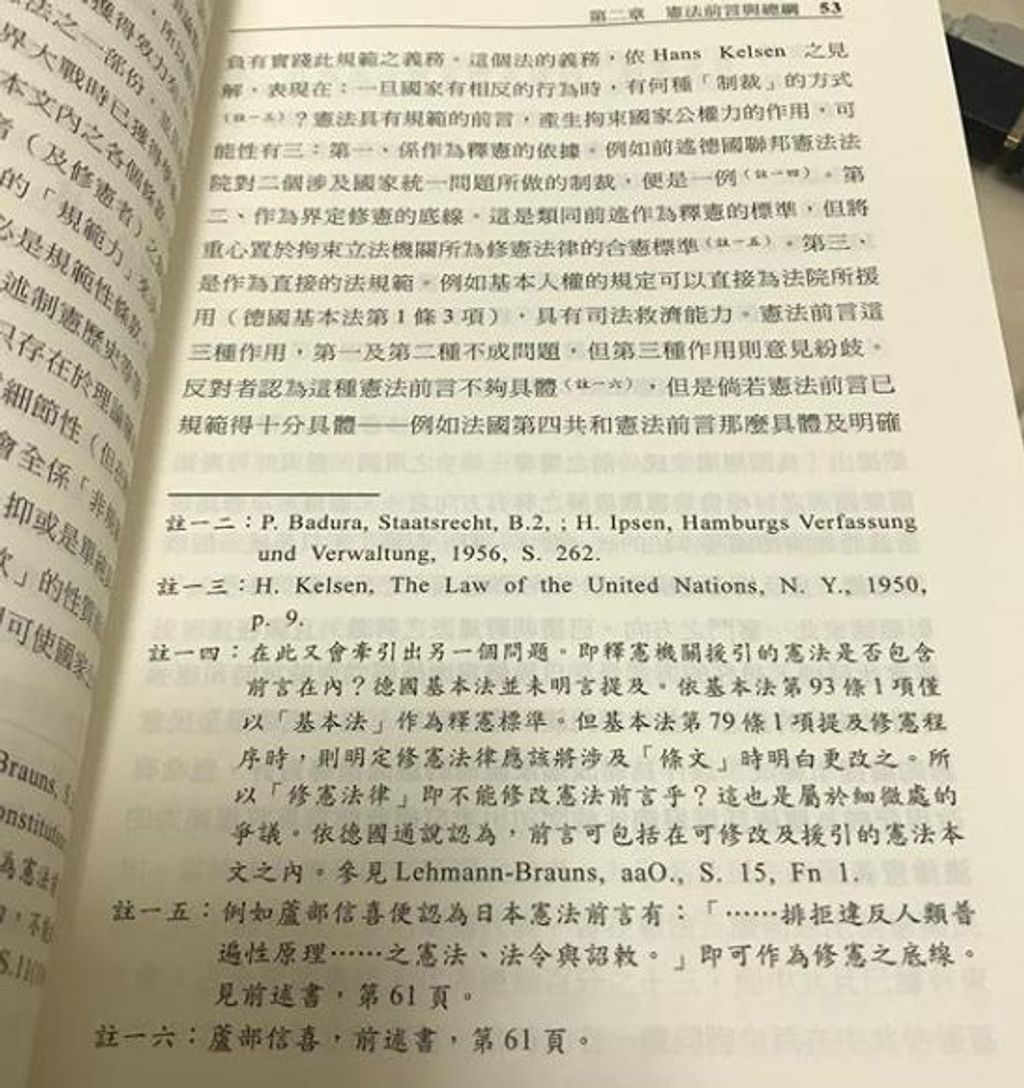 第二章　憲法前言與總綱　53
負有實踐此規範之義務。這個法的義務，依 Hans Kelsen 之見
解，表現在：一旦國家有相反的行為時，有何種「制裁」的方式
（註一三）？憲法具有規範的前言，產生拘束國家公權力的作用，可
能性有三：第一、係作為釋憲的依據。例如前述德國聯邦憲法法
院對二個涉及國家統一問題所做的制裁，便是一例（註一四）。第
二、作為界定修憲的底線。這是類同前述作為釋憲的標準，但將
重心置於拘束立法機關所為修憲法律的合憲標準（註一五）。第三、
是作為直接的法規範。例如基本人權的規定可以直接為法院所援
用（德國基本法第 1 條 3 項），具有司法救濟能力。憲法前言這
三種作用，第一及第二種不成問題，但第三種作用則意見紛歧。
反對者認為這種憲法前言不夠具體（註一六），但是倘若憲法前言已
規範得十分具體——例如法國第四共和憲法前言那麼具體及明確
註一二：P. Badura, Staatsrecht, B.2, ; H. Ipsen, Hamburgs Verfassung
und Verwaltung, 1956, S. 262.
註一三：H. Kelsen, The Law of the United Nations, N. Y., 1950,
p. 9.
註一四：在此又會牽引出另一個問題。即釋憲機關援引的憲法是否包含
前言在內？德國基本法並未明言提及。依基本法第 93 條 1 項僅
以「基本法」作為釋憲標準。但基本法第 79 條 1 項提及修憲程
序時，則明定修憲法律應該將涉及「條文」時明白更改之。所
以「修憲法律」即不能修改憲法前言乎？這也是屬於細微處的
爭議。依德國通說認為，前言可包括在可修改及援引的憲法本
文之內。參見 Lehmann-Brauns, aaO., S. 15, Fn 1.
註一五：例如蘆部信喜便認為日本憲法前言有：「……排拒違反人類普
遍性原理……之憲法、法令與詔敕。」即可作為修憲之底線。
見前述書，第 61 頁。
註一六：蘆部信喜，前述書，第 61 頁。